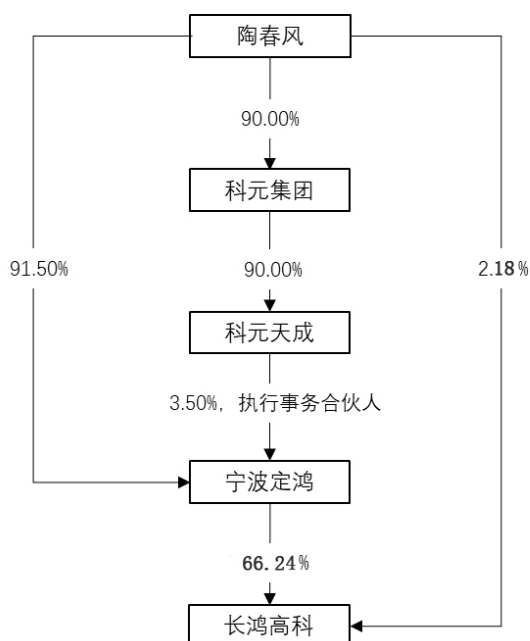 陶春风
90.00%
科元集团
91.50%
90.00%
2.18%
科元天成
3.50%，执行事务合伙人
宁波定鸿
66.24%
长鸿高科